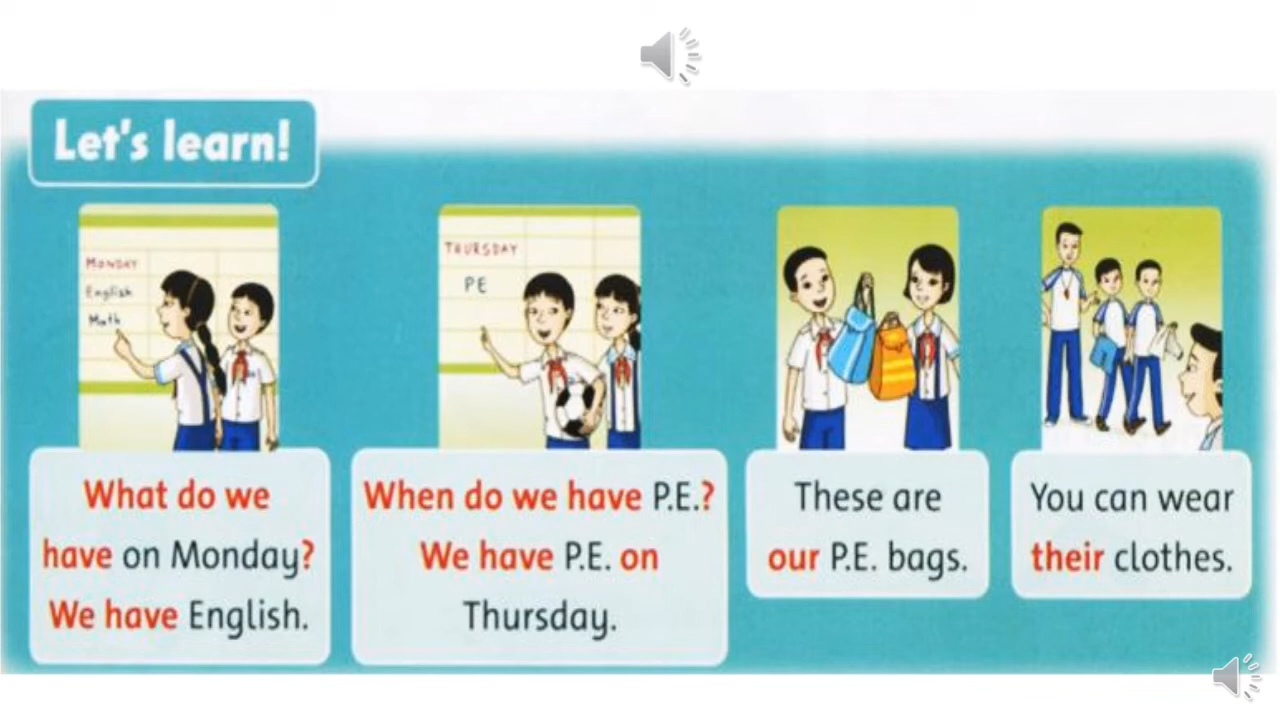 Let's learn!
MONDAY
English
Math
THURSDAY
PE
What do we
have on Monday?
We have English.
When do we have P.E.?
We have P.E. on
Thursday.
These are
our P.E. bags.
You can wear
their clothes.